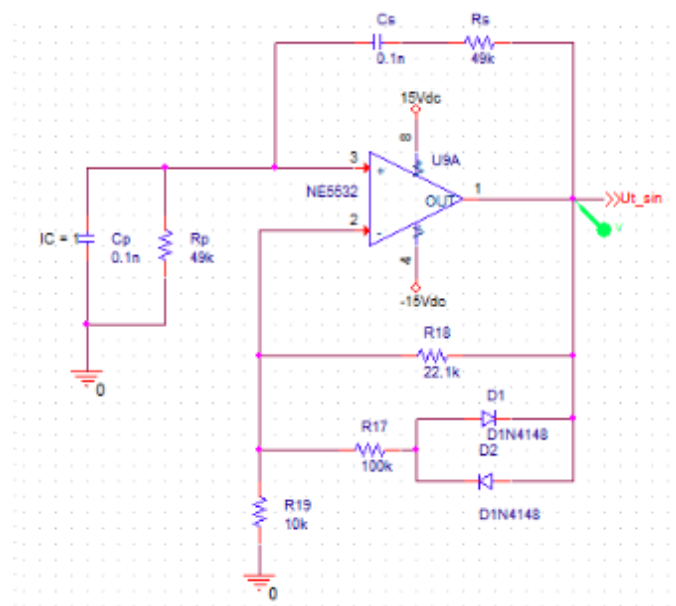 Cs
Rs
0.1n
49k
15Vdc
8
3
U9A
+
NE5532
OUT
1
Ut_sin
2
-
V
IC = 1
Cp
0.1n
Rp
49k
4
-15Vdc
R18
22.1k
0
D1
R17
D1N4148
D2
100k
R19
10k
D1N4148
0